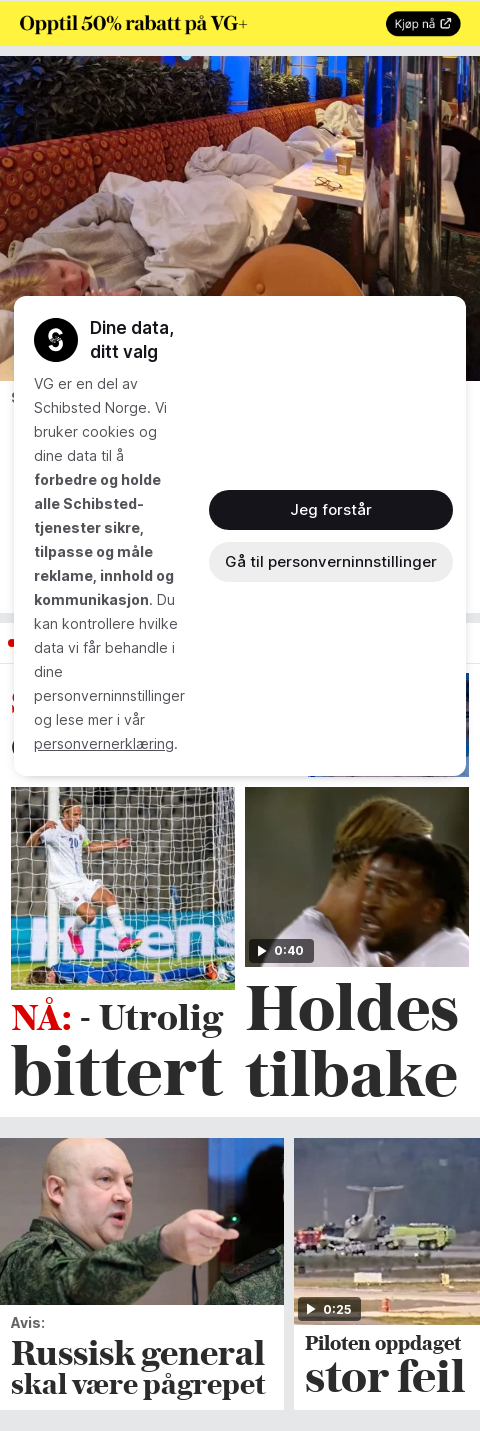 Opptil 50% rabatt på VG+
Kjøp nå
Dine data,
ditt valg
VG er en del av
Schibsted Norge. Vi
bruker cookies og
dine data til å
forbedre og holde
alle Schibsted-
tjenester sikre,
tilpasse og måle
reklame, innhold og
kommunikasjon. Du
kan kontrollere hvilke
data vi får behandle i
dine
personverninnstillinger
og lese mer i vår
personvernerklæring.
Jeg forstår
Gå til personverninnstillinger
20
0:40
NÅ: - Utrolig
bittert
Holdes
tilbake
Avis:
Russisk general
skal være pågrepet
0:25
Piloten oppdaget
stor feil